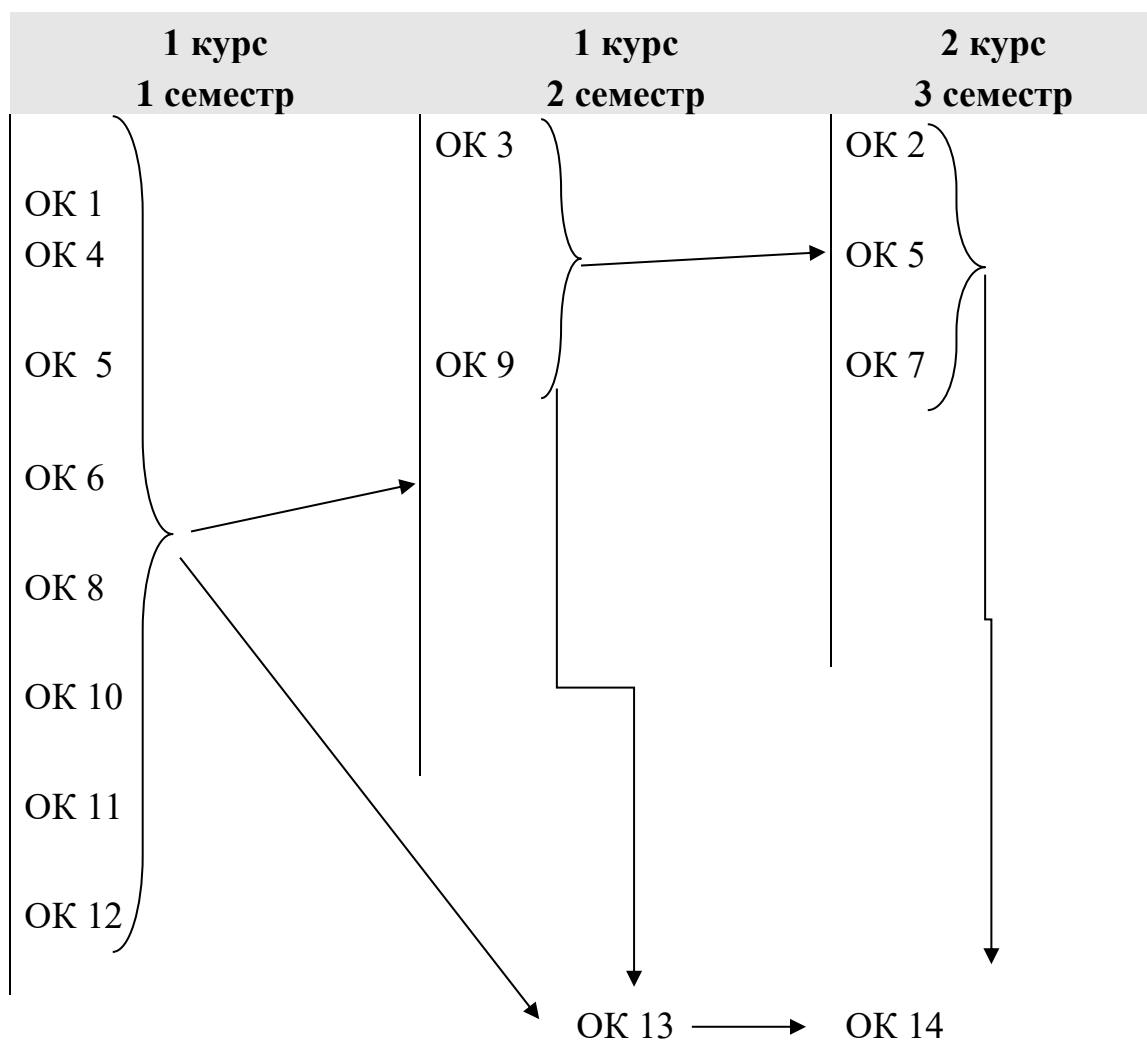 1 курс
1 семестр
1 курс
2 семестр
2 курс
3 семестр
ОК 1
ОК 4
ОК 5
ОК 6
ОК 8
ОК 10
ОК 11
ОК 12
ОК 3
ОК 9
ОК 2
ОК 5
ОК 7
ОК 13
ОК 14